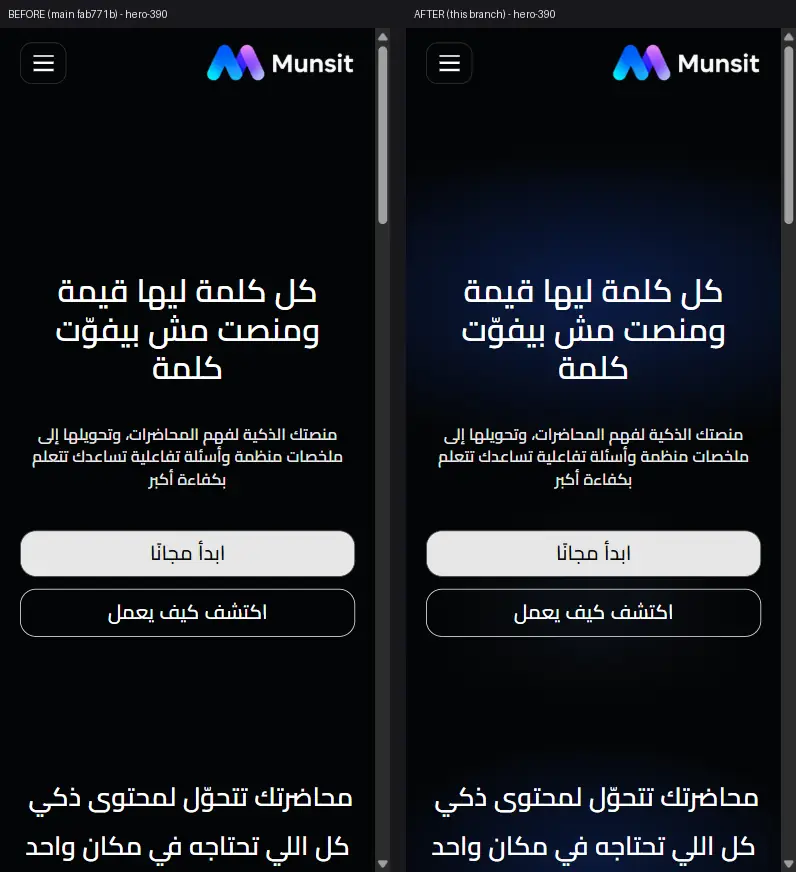 BEFORE (main fab771b) - hero-390
Munsit
كل كلمة ليها قيمة
ومنصت مش بيفوّت
كلمة
منصتك الذكية لفهم المحاضرات، وتحويلها إلى
ملخصات منظمة وأسئلة تفاعلية تساعدك تتعلم
بكفاءة أكبر
ابدأ مجانًا
اكتشف كيف يعمل
محاضرتك تتحوّل لمحتوى ذكي
كل اللي تحتاجه في مكان واحد
AFTER (this branch) - hero-390
Munsit
كل كلمة ليها قيمة
ومنصت مش بيفوّت
كلمة
منصتك الذكية لفهم المحاضرات، وتحويلها إلى
ملخصات منظمة وأسئلة تفاعلية تساعدك تتعلم
بكفاءة أكبر
ابدأ مجانًا
اكتشف كيف يعمل
محاضرتك تتحوّل لمحتوى ذكي
كل اللي تحتاجه في مكان واحد